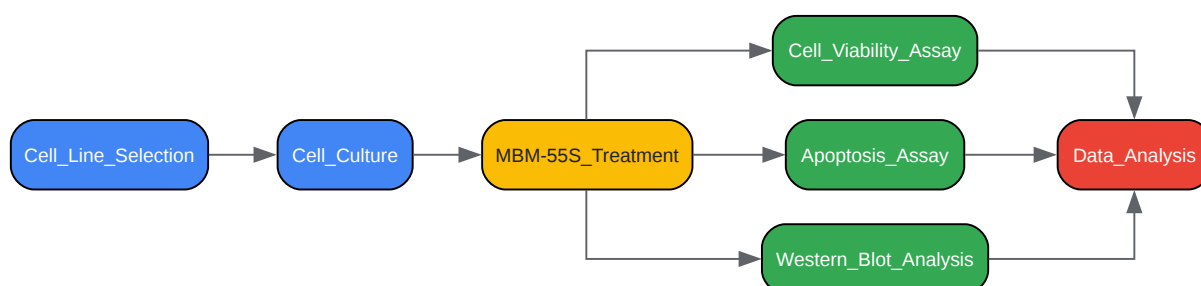 Cell_Viability_Assay
Cell_Line_Selection
Cell_Culture
MBM-55S_Treatment
Apoptosis_Assay
Data_Analysis
Western_Blot_Analysis